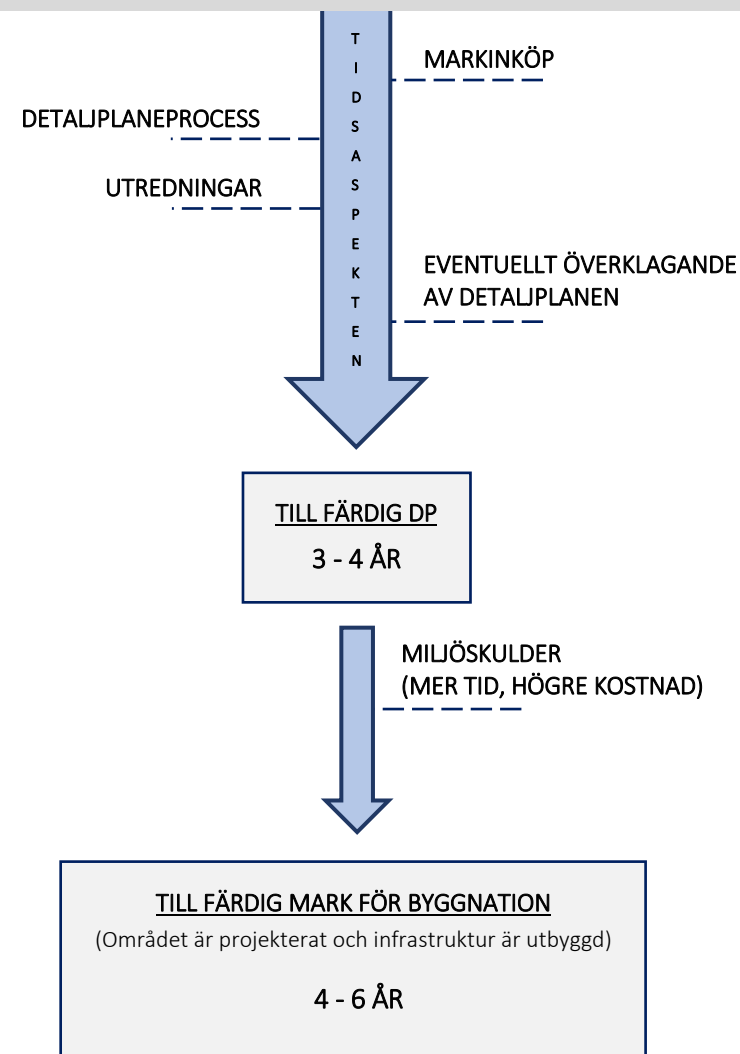 TIDSASPEKTEN
MARKINKÖP
DETALJPLANEPROCESS
UTREDNINGAR
EVENTUELLT ÖVERKLAGANDE
AV DETALJPLANEN
TILL FÄRDIG DP
3 - 4 ÅR
MILJÖSKULDER
(MER TID, HÖGRE KOSTNAD)
TILL FÄRDIG MARK FÖR BYGGNATION
(Området är projekterat och infrastruktur är utbyggd)
4 - 6 ÅR